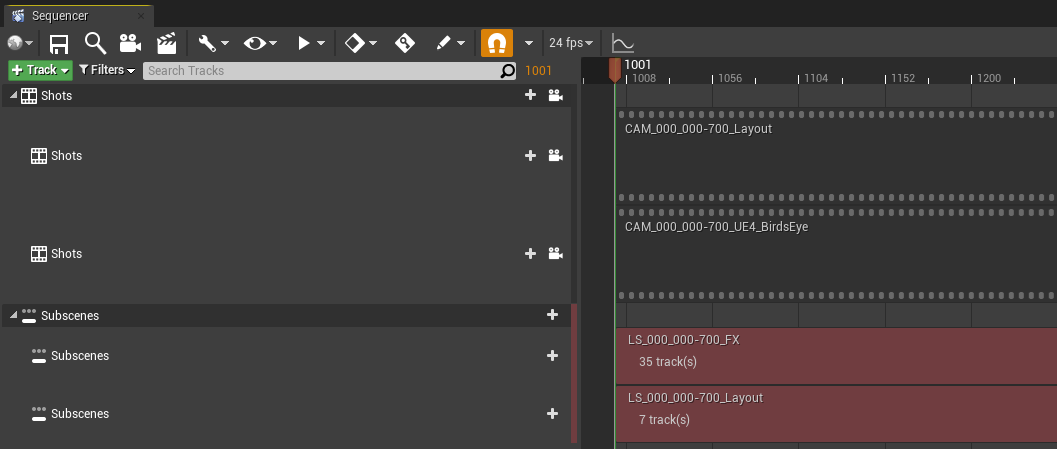 Sequencer
24 fps
Track
Filters
Search Tracks
1001
1001
1008
1056
1104
1152
1200
Shots
CAM_000_000-700_Layout
Shots
CAM_000_000-700_UE4_BirdsEye
Shots
Subscenes
LS_000_000-700_FX
Subscenes
35 track(s)
LS_000_000-700_Layout
Subscenes
7 track(s)